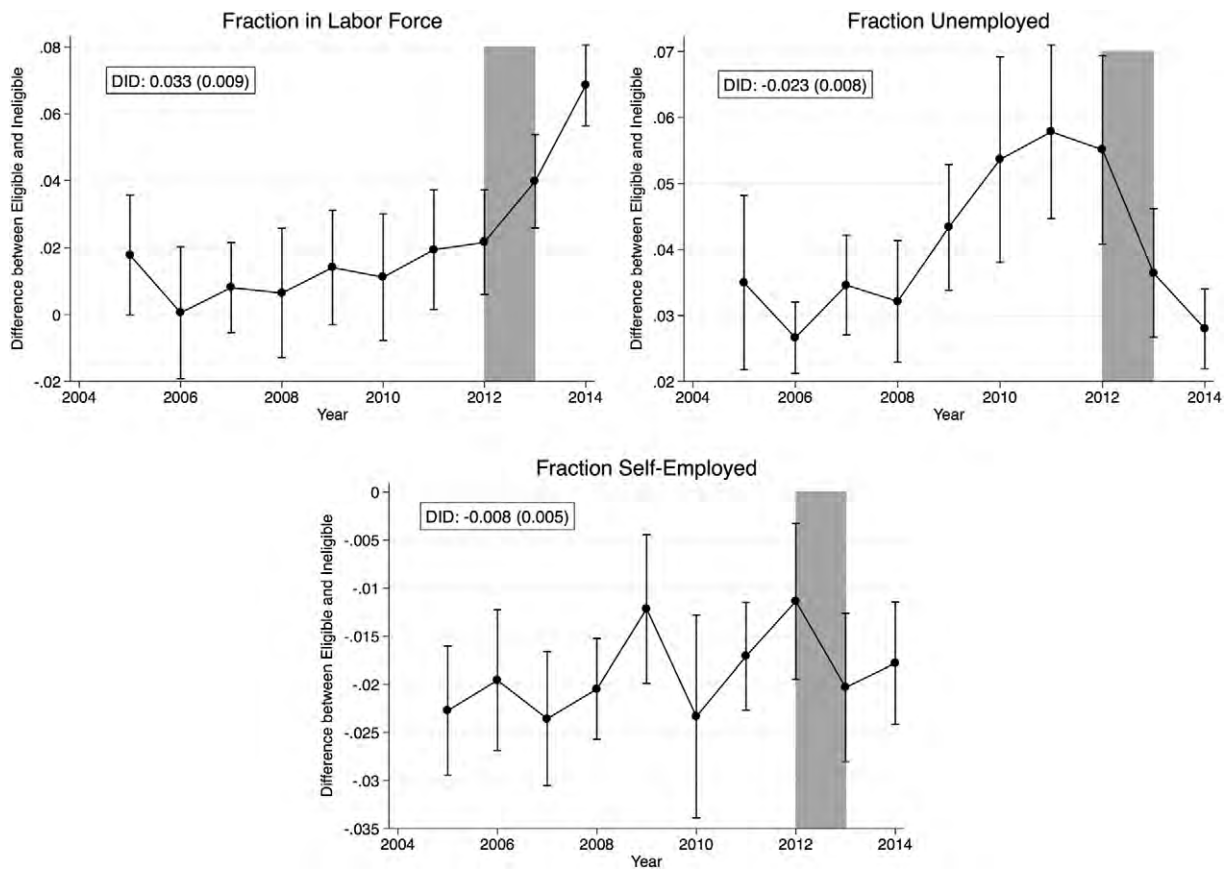 Fraction in Labor Force
DID: 0.033 (0.009)
Difference between Eligible and Ineligible
.08
.06
.04
.02
0
-.02
2004 2006 2008 2010 2012 2014
Year
Fraction Unemployed
DID: -0.023 (0.008)
Difference between Eligible and Ineligible
.07
.06
.05
.04
.03
.02
2004 2006 2008 2010 2012 2014
Year
Fraction Self-Employed
DID: -0.008 (0.005)
Difference between Eligible and Ineligible
0
-.005
-.01
-.015
-.02
-.025
-.03
-.035
2004 2006 2008 2010 2012 2014
Year